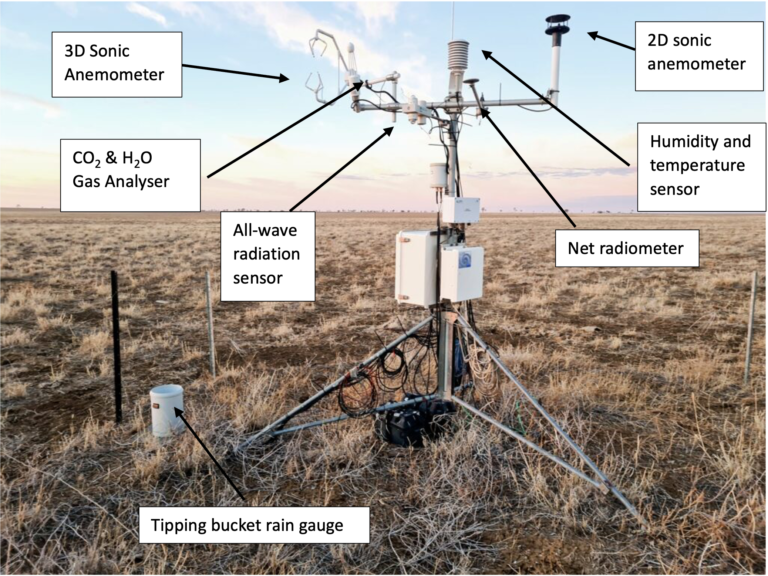 3D Sonic
Anemometer
2D sonic
anemometer
CO₂ & H₂O
Gas Analyser
Humidity and
temperature
sensor
All-wave
radiation
sensor
Net radiometer
Tipping bucket rain gauge